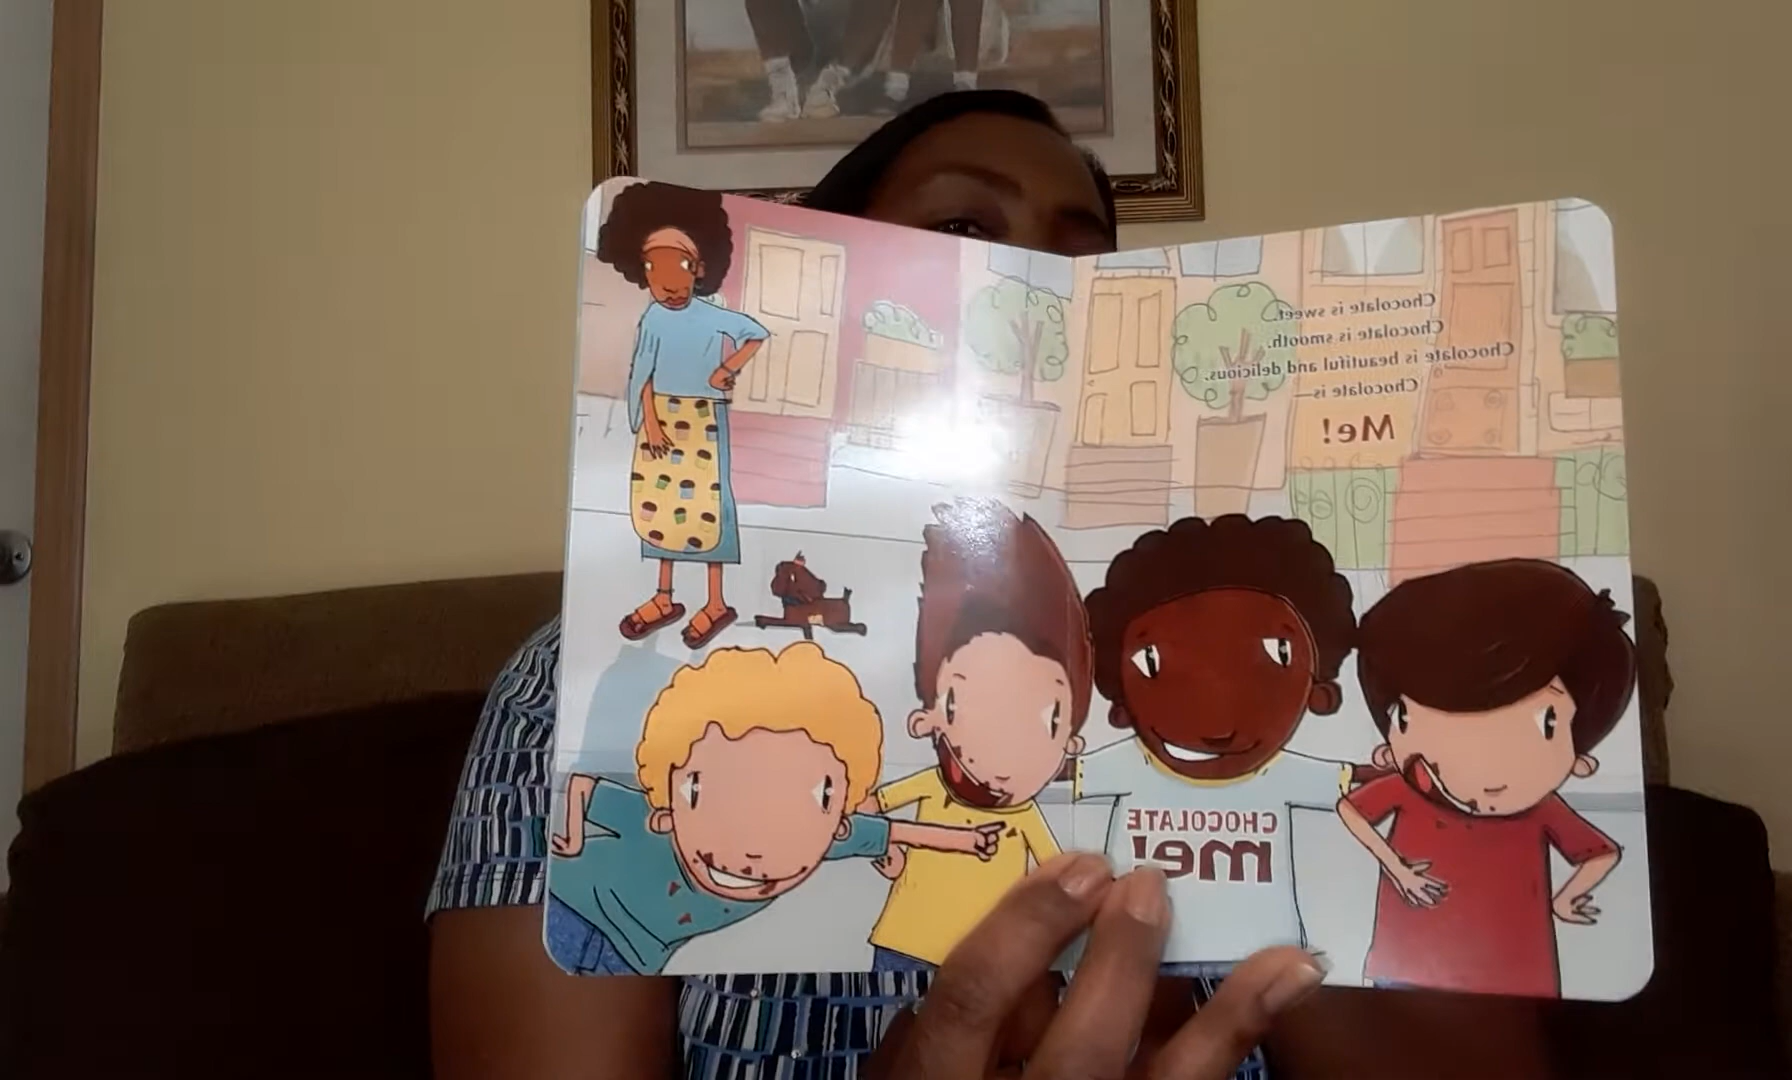 Chocolate is sweet.
Chocolate is smooth.
Chocolate is beautiful and delicious.
Chocolate is—
Me!
CHOCOLATE
me!